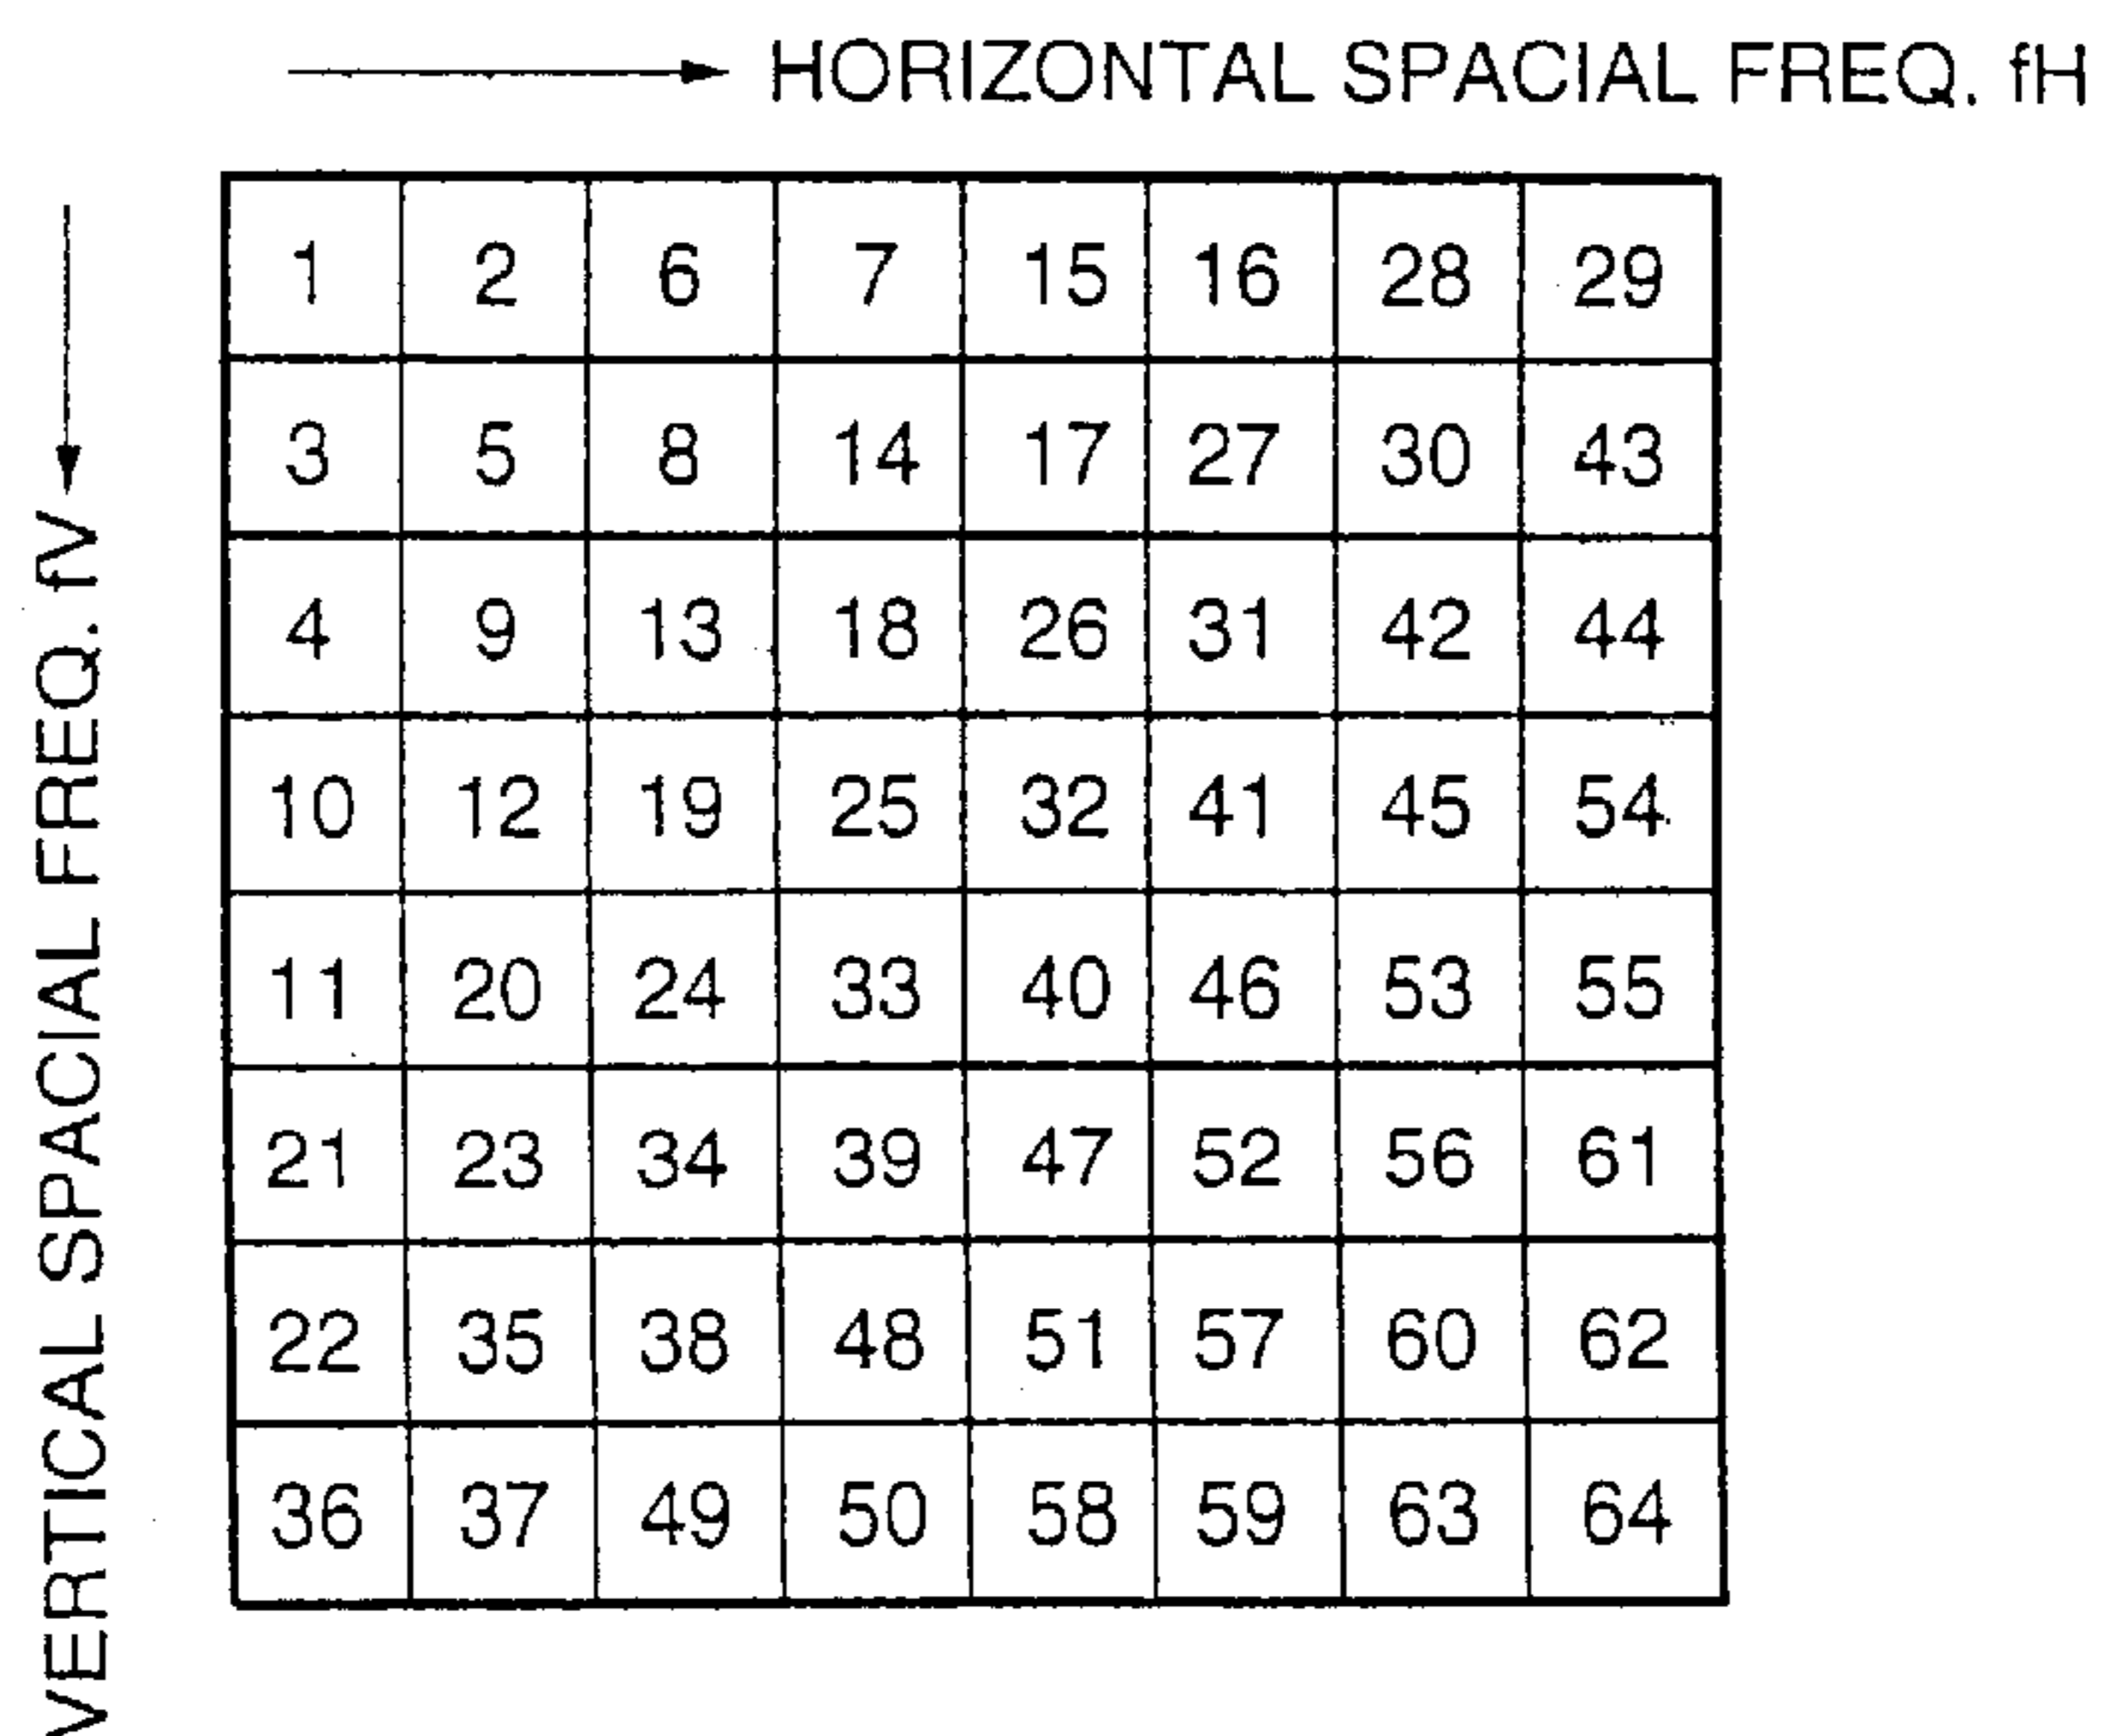 HORIZONTAL SPACIAL FREQ. fH
VERTICAL SPACIAL FREQ. fV
1 2 6 7 15 16 28 29
3 5 8 14 17 27 30 43
4 9 13 18 26 31 42 44
10 12 19 25 32 41 45 54
11 20 24 33 40 46 53 55
21 23 34 39 47 52 56 61
22 35 38 48 51 57 60 62
36 37 49 50 58 59 63 64